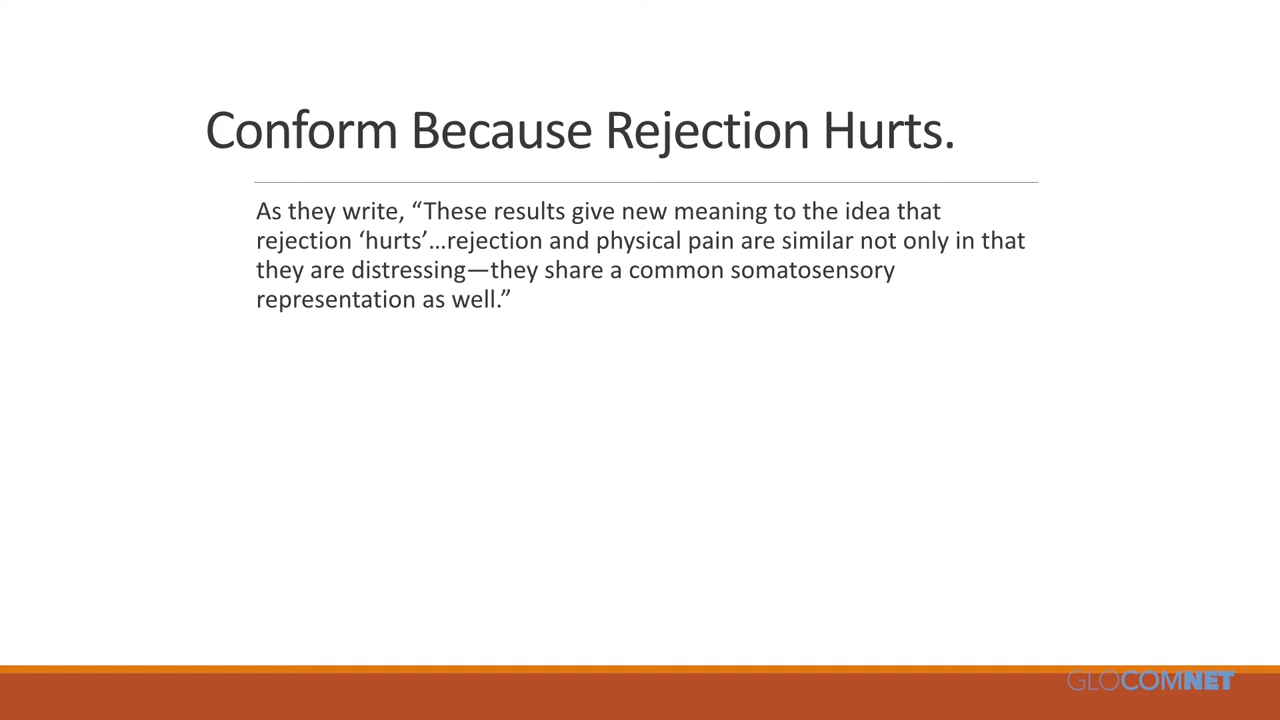 Conform Because Rejection Hurts.
As they write, “These results give new meaning to the idea that
rejection ‘hurts’…rejection and physical pain are similar not only in that
they are distressing—they share a common somatosensory
representation as well.”
GLOCOMNET